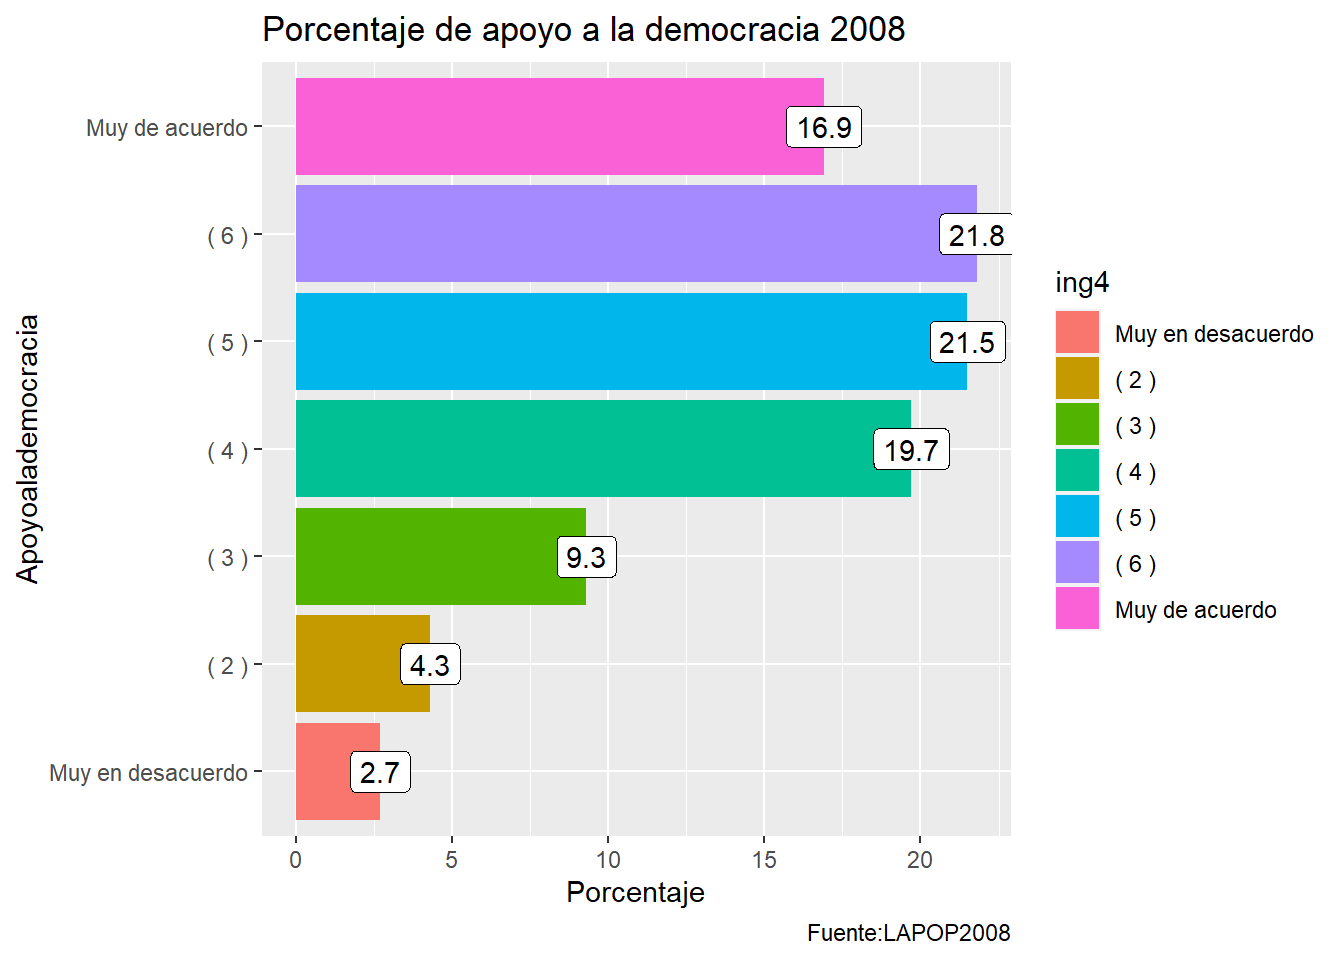 Porcentaje de apoyo a la democracia 2008
Apoyoalademocracia
Muy de acuerdo
( 6 )
( 5 )
( 4 )
( 3 )
( 2 )
Muy en desacuerdo
16.9
21.8
21.5
19.7
9.3
4.3
2.7
0 5 10 15 20
Porcentaje
ing4
Muy en desacuerdo
( 2 )
( 3 )
( 4 )
( 5 )
( 6 )
Muy de acuerdo
Fuente:LAPOP2008